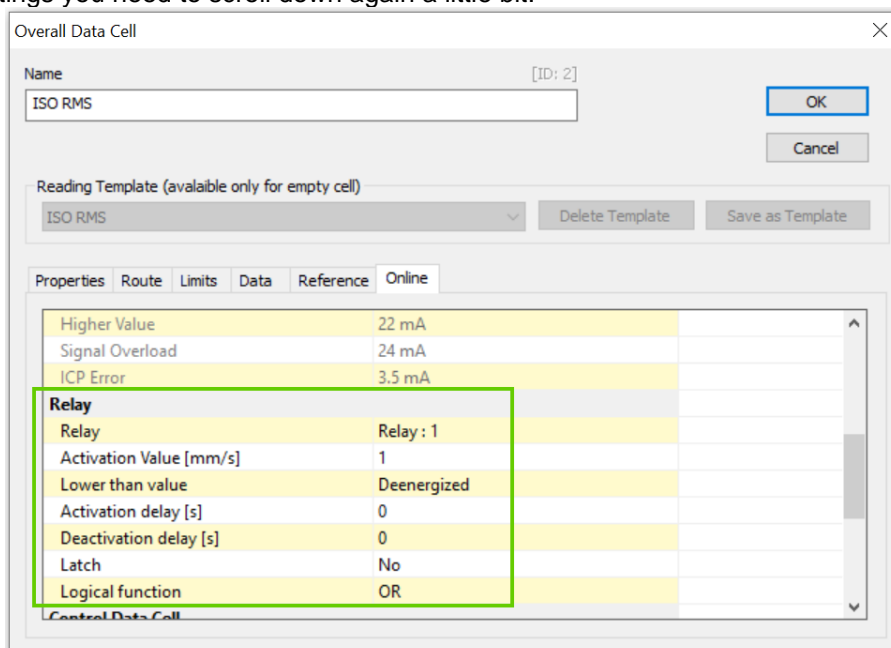 tings you need to scroll down again a little bit.
Overall Data Cell
Name [ID: 2]
ISO RMS
OK
Cancel
Reading Template (avalaible only for empty cell)
ISO RMS Delete Template Save as Template
Properties Route Limits Data Reference Online
Higher Value 22 mA
Signal Overload 24 mA
ICP Error 3.5 mA
Relay
Relay Relay : 1
Activation Value [mm/s] 1
Lower than value Deenergized
Activation delay [s] 0
Deactivation delay [s] 0
Latch No
Logical function OR
Control Data Cell